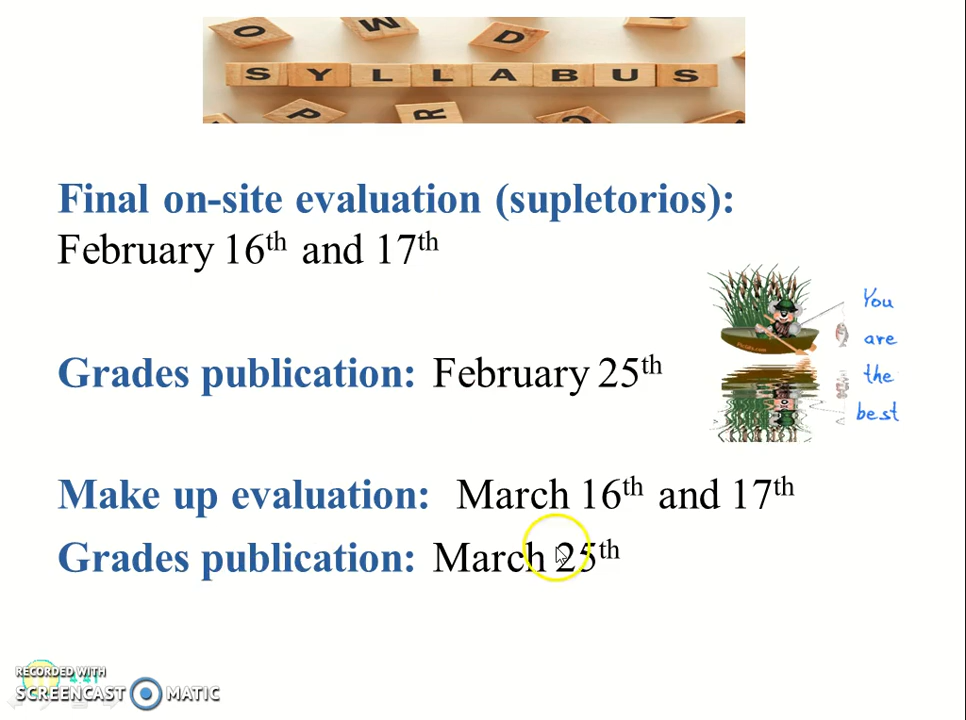 O W D
SYLLABUS
P R
Final on-site evaluation (supletorios):
February 16th and 17th
You
are
the
best
Grades publication: February 25th
Make up evaluation: March 16th and 17th
Grades publication: March 25th
RECORDED WITH
SCREENCAST MATIC